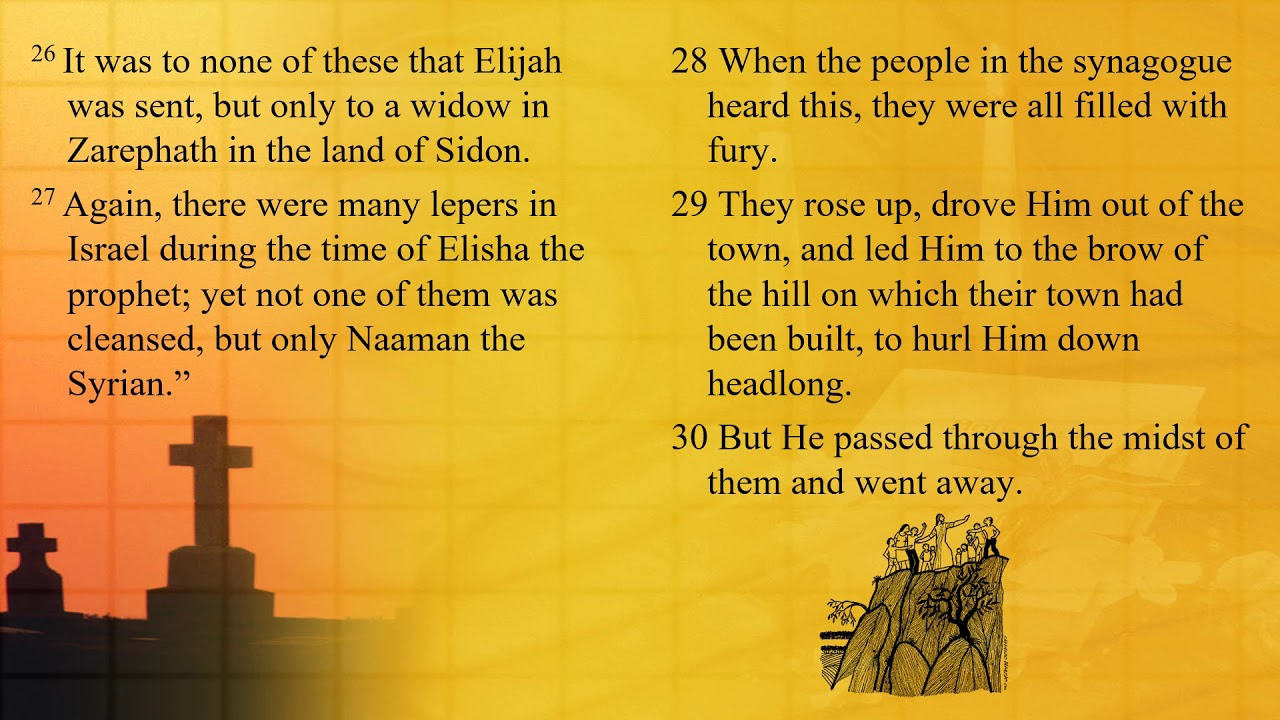 26 It was to none of these that Elijah
was sent, but only to a widow in
Zarephath in the land of Sidon.
27 Again, there were many lepers in
Israel during the time of Elisha the
prophet; yet not one of them was
cleansed, but only Naaman the
Syrian.”
28 When the people in the synagogue
heard this, they were all filled with
fury.
29 They rose up, drove Him out of the
town, and led Him to the brow of
the hill on which their town had
been built, to hurl Him down
headlong.
30 But He passed through the midst of
them and went away.